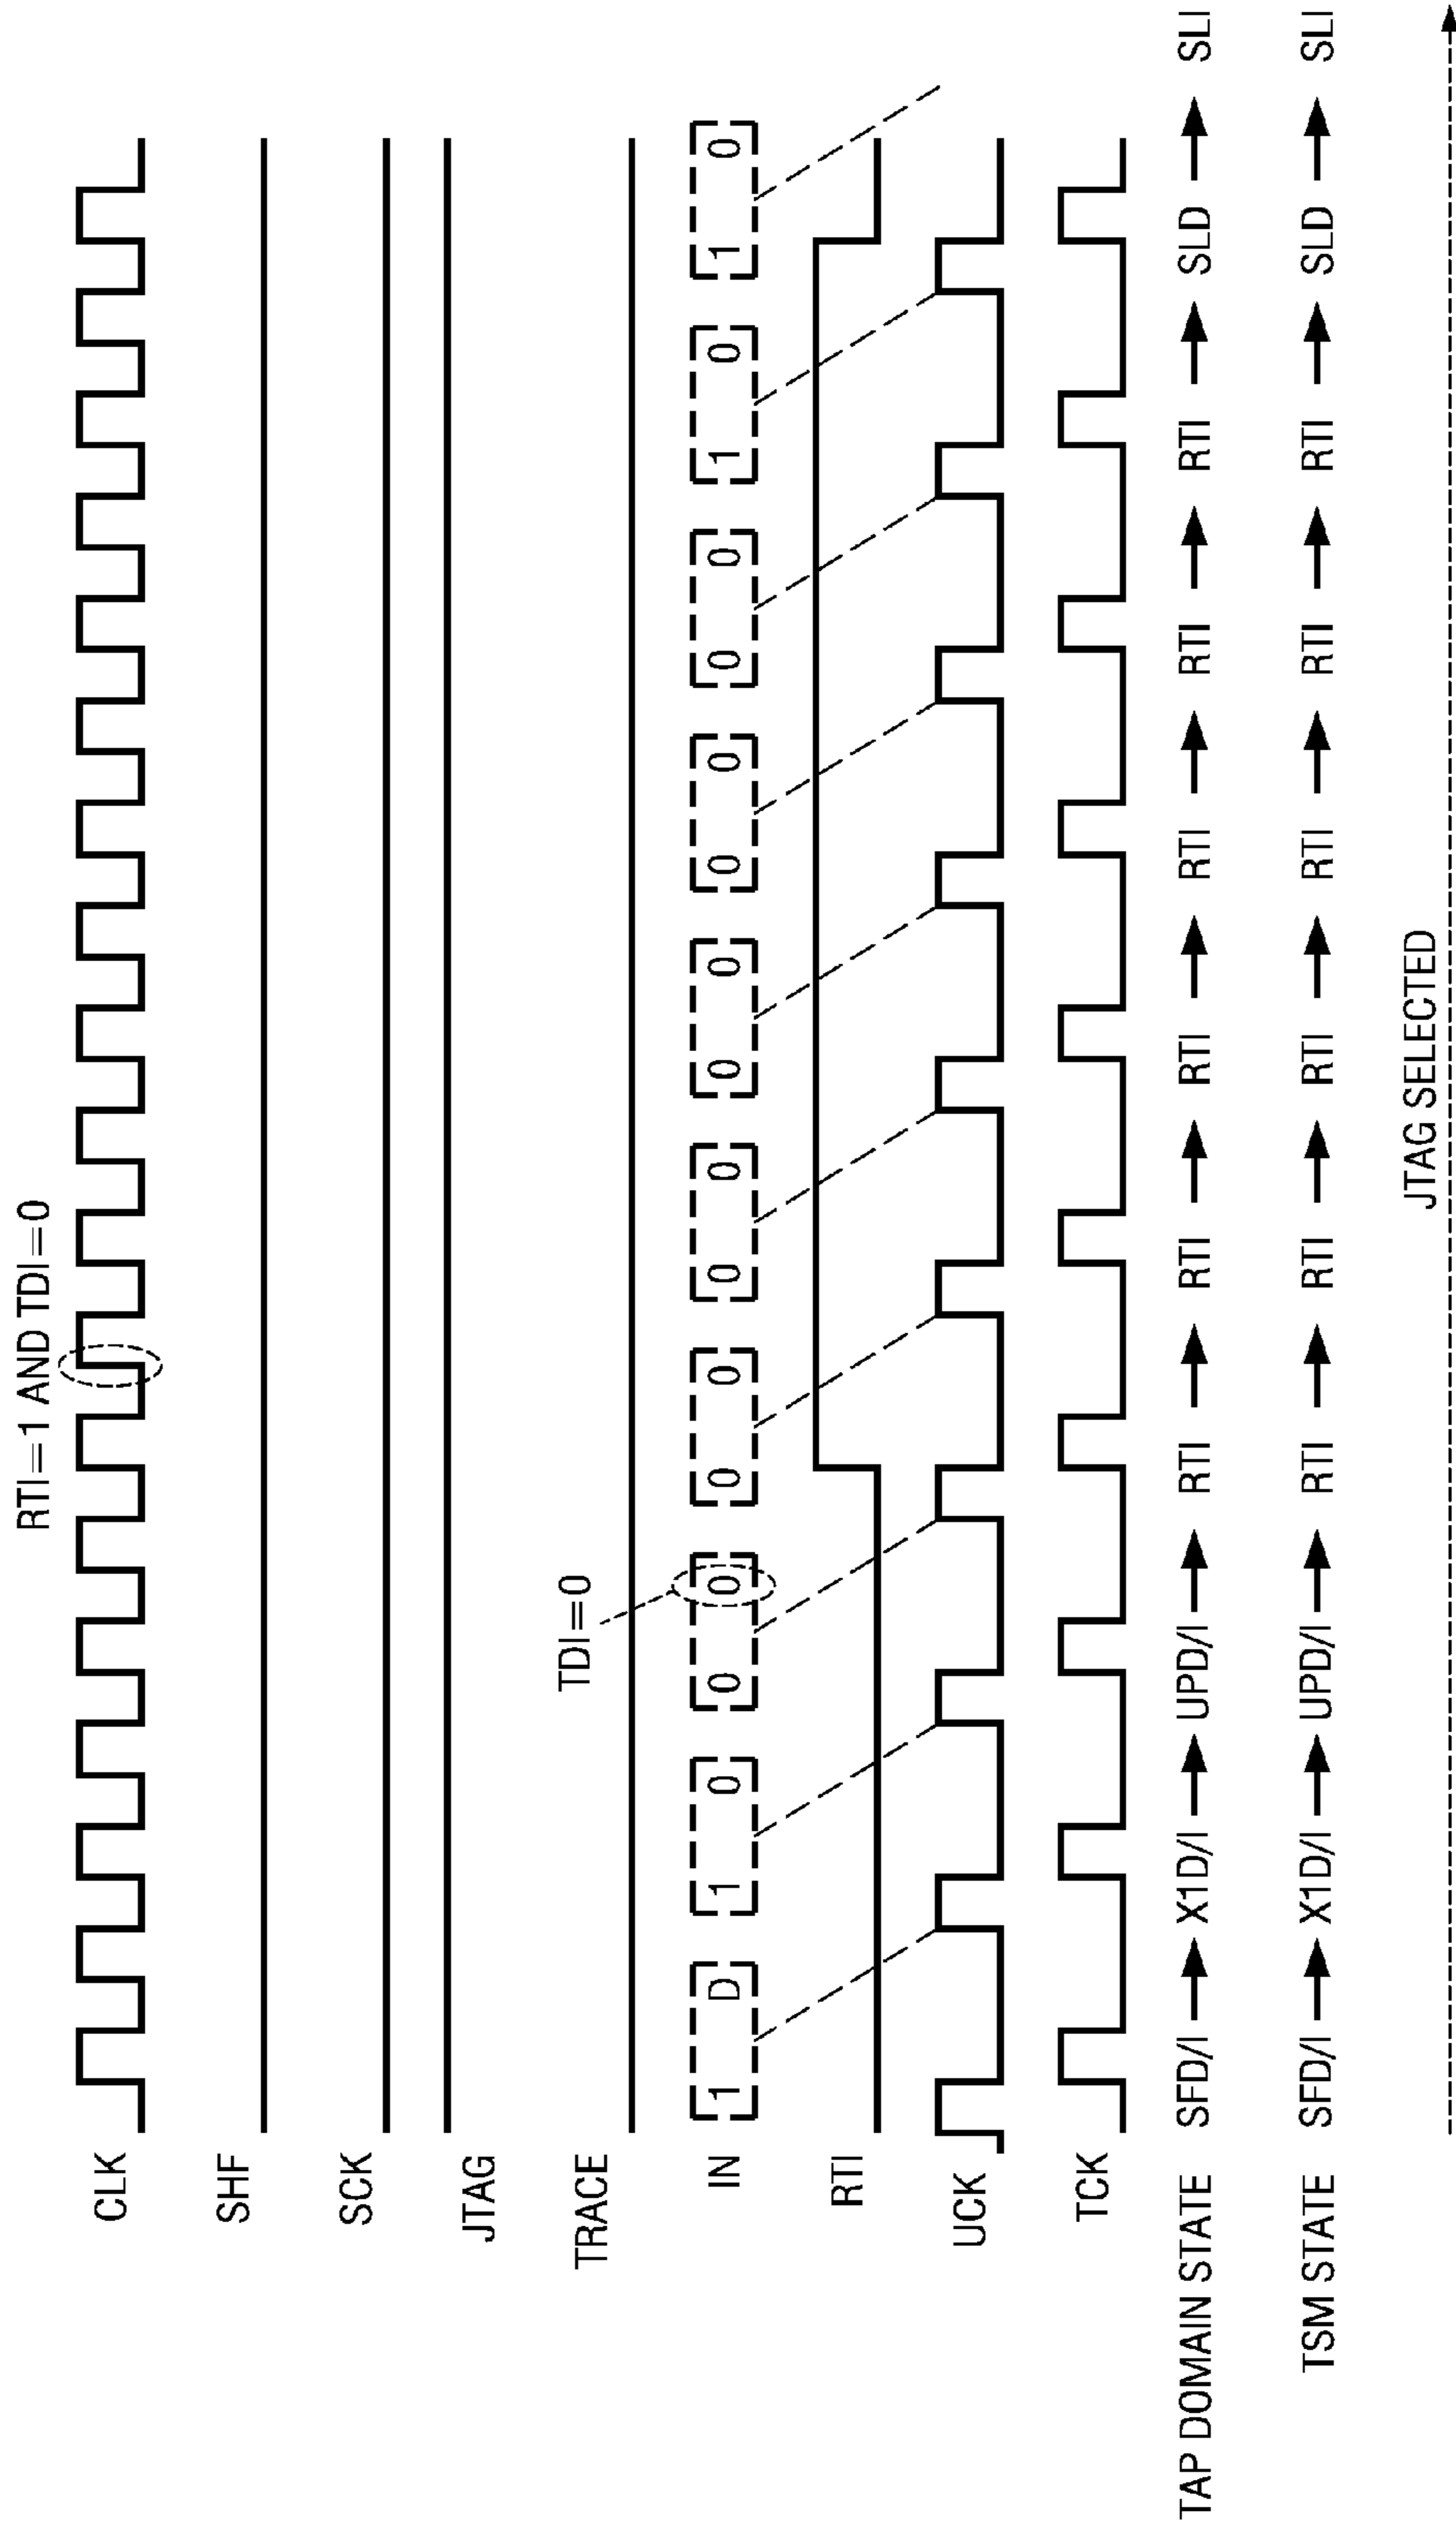 RTI=1 AND TDI=0
CLK
SHF
SCK
JTAG
TDI=0
TRACE
IN 1 D 1 0 0 0 0 0 0 0 0 0 0 0 0 0 1 0 1 0
RTI
UCK
TCK
TAP DOMAIN STATE SFD/I → X1D/I → UPD/I → RTI → RTI → RTI → RTI → RTI → RTI → SLD → SLI
TSM STATE SFD/I → X1D/I → UPD/I → RTI → RTI → RTI → RTI → RTI → RTI → SLD → SLI
JTAG SELECTED